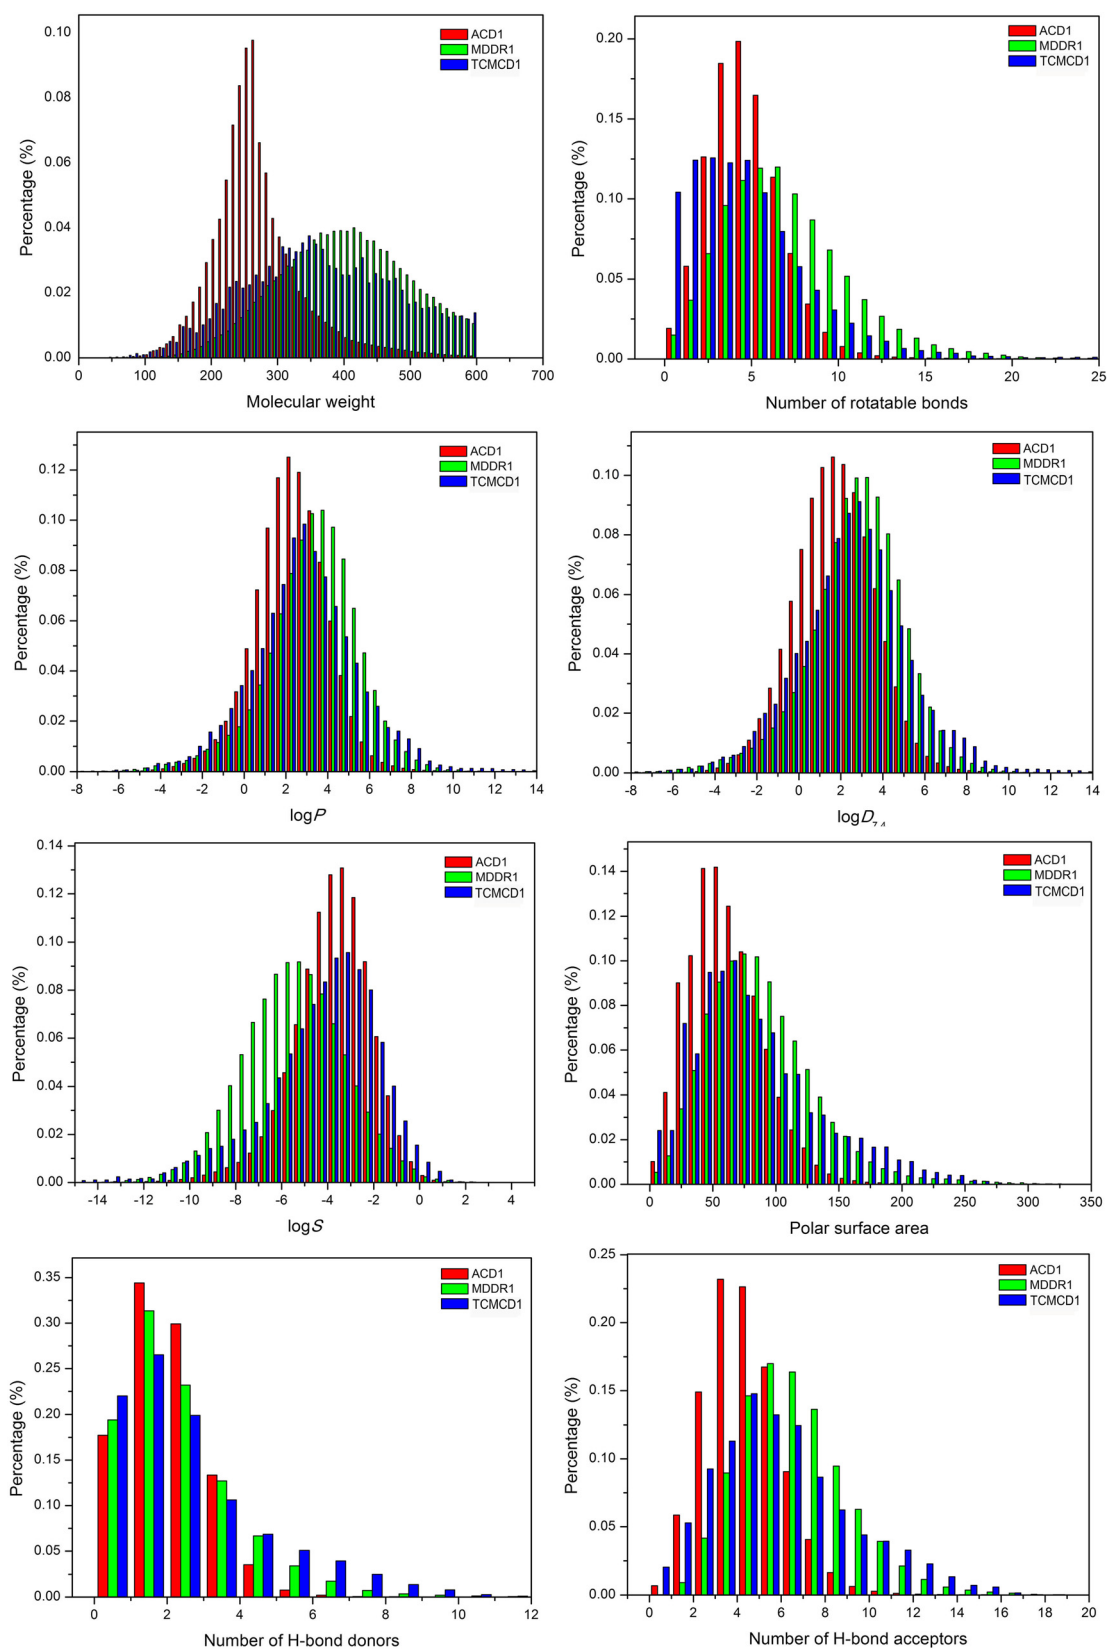 0.10
0.08
0.06
0.04
0.02
0.00
Percentage (%)
ACD1
MDDR1
TCMCD1
0 100 200 300 400 500 600 700
Molecular weight
0.20
0.15
0.10
0.05
0.00
Percentage (%)
ACD1
MDDR1
TCMCD1
0 5 10 15 20 25
Number of rotatable bonds
0.12
0.10
0.08
0.06
0.04
0.02
0.00
Percentage (%)
ACD1
MDDR1
TCMCD1
-8 -6 -4 -2 0 2 4 6 8 10 12 14
logP
0.10
0.08
0.06
0.04
0.02
0.00
Percentage (%)
ACD1
MDDR1
TCMCD1
-8 -6 -4 -2 0 2 4 6 8 10 12 14
logD7.4
0.14
0.12
0.10
0.08
0.06
0.04
0.02
0.00
Percentage (%)
ACD1
MDDR1
TCMCD1
-14 -12 -10 -8 -6 -4 -2 0 2 4
logS
0.14
0.12
0.10
0.08
0.06
0.04
0.02
0.00
Percentage (%)
ACD1
MDDR1
TCMCD1
0 50 100 150 200 250 300 350
Polar surface area
0.35
0.30
0.25
0.20
0.15
0.10
0.05
0.00
Percentage (%)
ACD1
MDDR1
TCMCD1
0 2 4 6 8 10 12
Number of H-bond donors
0.25
0.20
0.15
0.10
0.05
0.00
Percentage (%)
ACD1
MDDR1
TCMCD1
0 2 4 6 8 10 12 14 16 18 20
Number of H-bond acceptors